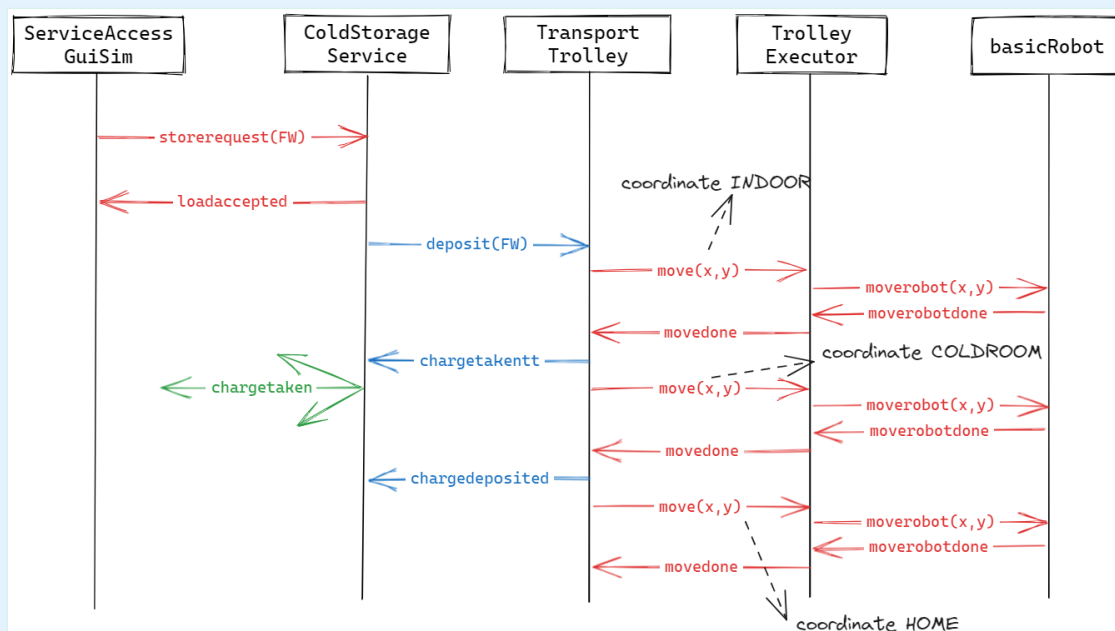 ServiceAccess
GuiSim
ColdStorage
Service
Transport
Trolley
Trolley
Executor
basicRobot
storerequest(FW)
coordinate INDOOR
loadaccepted
deposit(FW)
move(x,y)
moverobot(x,y)
moverobotdone
movedone
coordinate COLDROOM
chargetakentt
chargetaken
move(x,y)
moverobot(x,y)
moverobotdone
movedone
chargedeposited
move(x,y)
moverobot(x,y)
moverobotdone
movedone
coordinate HOME